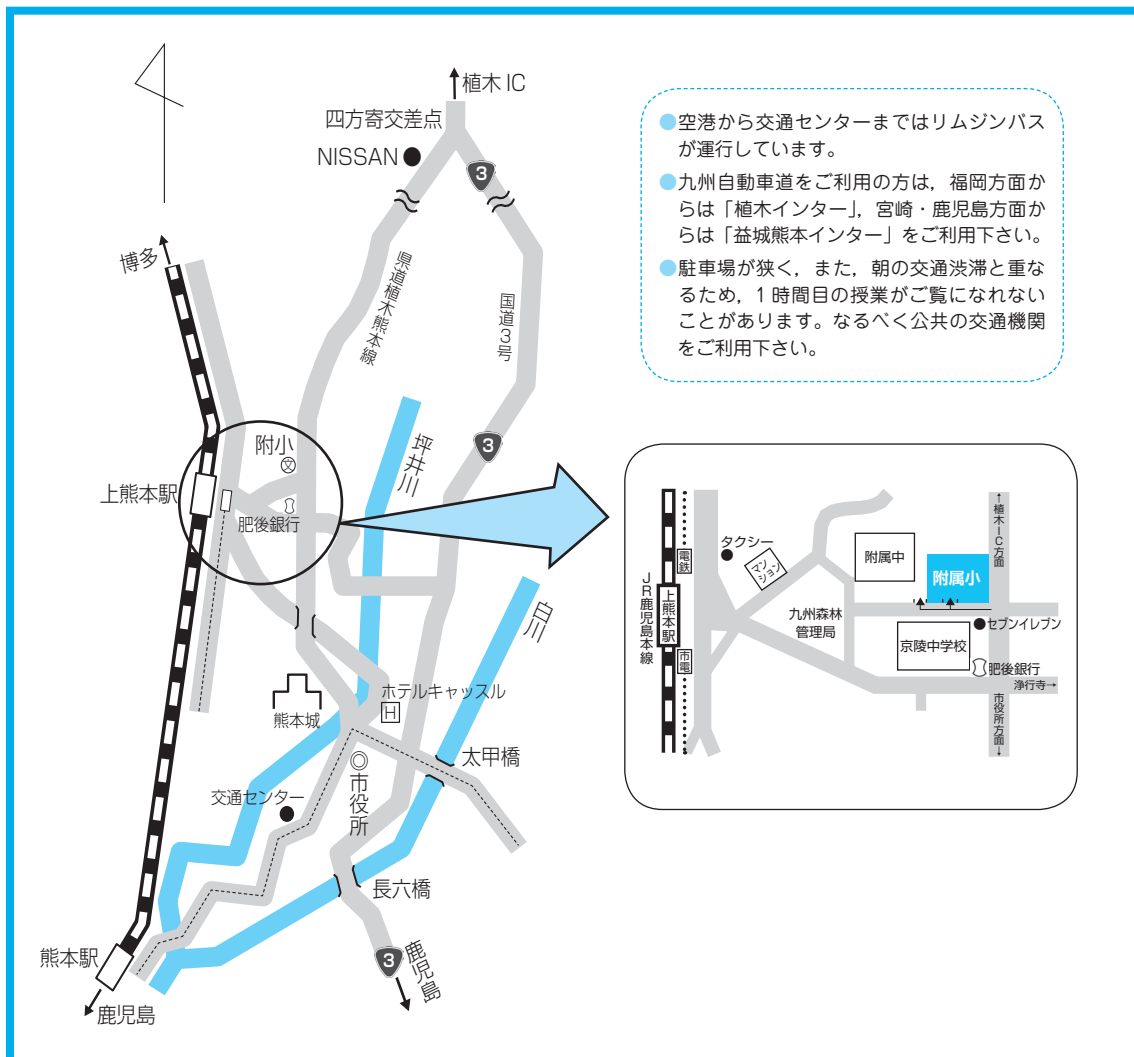 植木 IC
四方寄交差点
NISSAN
3
博多
県道植木熊本線
国道3号
3
附小
文
坪井川
上熊本駅
肥後銀行
白川
ホテルキャッスル
H
熊本城
太甲橋
市役所
交通センター
長六橋
熊本駅
3
鹿児島
鹿児島
●空港から交通センターまではリムジンバス
が運行しています。
●九州自動車道をご利用の方は，福岡方面か
らは「植木インター」，宮崎・鹿児島方面か
らは「益城熊本インター」をご利用下さい。
●駐車場が狭く，また，朝の交通渋滞と重な
るため，1時間目の授業がご覧になれない
ことがあります。なるべく公共の交通機関
をご利用下さい。
←植木IC方面
タクシー
マン
ション
電鉄
附属中
附属小
JR鹿児島本線
上熊本駅
九州森林
管理局
セブンイレブン
京陵中学校
市電
肥後銀行
浄行寺→
市役所方面→